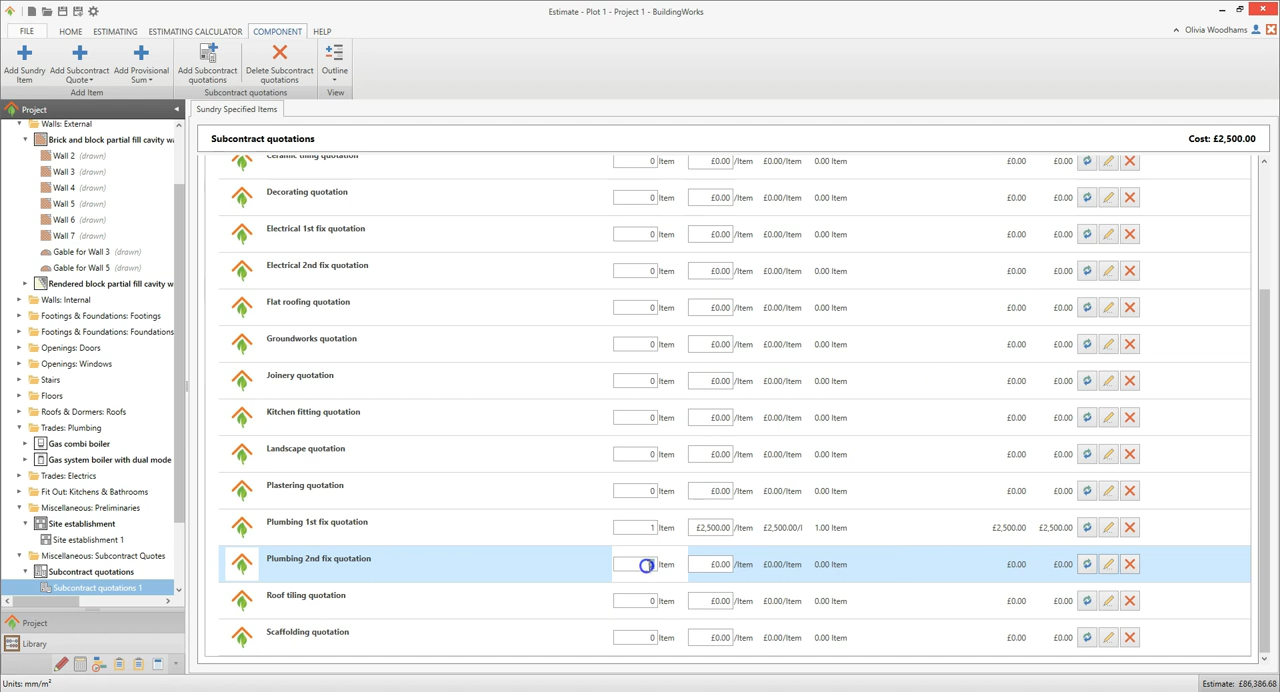 Estimate - Plot 1 - Project 1 - BuildingWorks
FILE HOME ESTIMATING ESTIMATING CALCULATOR COMPONENT HELP Olivia Woodhams
Add Sundry Item Add Subcontract Quote Add Provisional Sum Add Subcontract quotations Delete Subcontract quotations Outline
Add Item Subcontract quotations View
Project
Sundry Specified Items
Subcontract quotations Cost: £2,500.00
Walls: External
Brick and block partial fill cavity w
Wall 2 (drawn)
Wall 3 (drawn)
Wall 4 (drawn)
Wall 5 (drawn)
Wall 6 (drawn)
Wall 7 (drawn)
Gable for Wall 3 (drawn)
Gable for Wall 5 (drawn)
Rendered block partial fill cavity w
Walls: Internal
Footings & Foundations: Footings
Footings & Foundations: Foundations
Openings: Doors
Openings: Windows
Stairs
Floors
Roofs & Dormers: Roofs
Trades: Plumbing
Gas combi boiler
Gas system boiler with dual mode
Trades: Electrics
Fit Out: Kitchens & Bathrooms
Miscellaneous: Preliminaries
Site establishment
Site establishment 1
Miscellaneous: Subcontract Quotes
Subcontract quotations
Subcontract quotations 1
Project
Library
Ceramic tiling quotation 0 Item £0.00 /Item £0.00/Item 0.00 Item £0.00 £0.00
Decorating quotation 0 Item £0.00 /Item £0.00/Item 0.00 Item £0.00 £0.00
Electrical 1st fix quotation 0 Item £0.00 /Item £0.00/Item 0.00 Item £0.00 £0.00
Electrical 2nd fix quotation 0 Item £0.00 /Item £0.00/Item 0.00 Item £0.00 £0.00
Flat roofing quotation 0 Item £0.00 /Item £0.00/Item 0.00 Item £0.00 £0.00
Groundworks quotation 0 Item £0.00 /Item £0.00/Item 0.00 Item £0.00 £0.00
Joinery quotation 0 Item £0.00 /Item £0.00/Item 0.00 Item £0.00 £0.00
Kitchen fitting quotation 0 Item £0.00 /Item £0.00/Item 0.00 Item £0.00 £0.00
Landscape quotation 0 Item £0.00 /Item £0.00/Item 0.00 Item £0.00 £0.00
Plastering quotation 0 Item £0.00 /Item £0.00/Item 0.00 Item £0.00 £0.00
Plumbing 1st fix quotation 1 Item £2,500.00 /Item £2,500.00/I 1.00 Item £2,500.00 £2,500.00
Plumbing 2nd fix quotation Item £0.00 /Item £0.00/Item 0.00 Item £0.00 £0.00
Roof tiling quotation 0 Item £0.00 /Item £0.00/Item 0.00 Item £0.00 £0.00
Scaffolding quotation 0 Item £0.00 /Item £0.00/Item 0.00 Item £0.00 £0.00
Units: mm/m² Estimate: £86,386.68